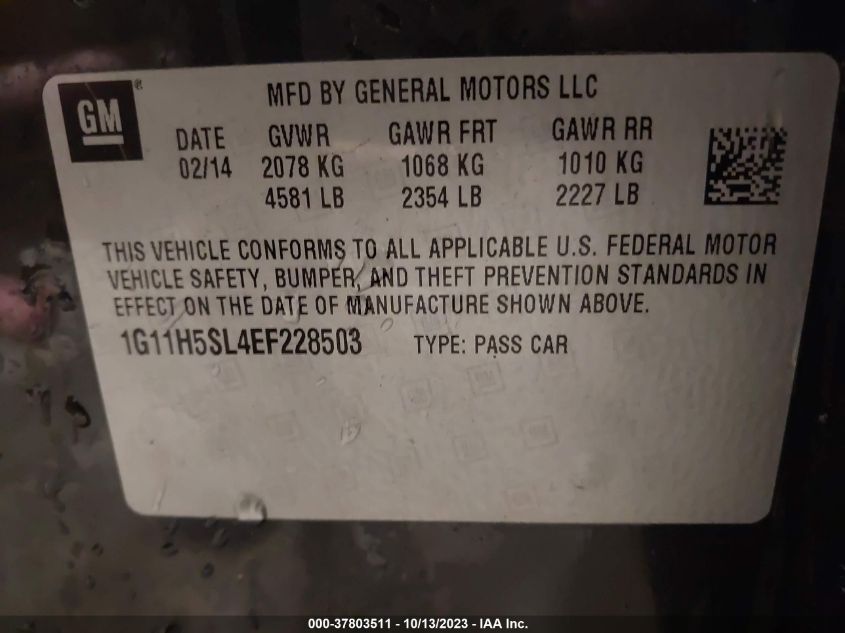 GM ®
MFD BY GENERAL MOTORS LLC
DATE GVWR GAWR FRT GAWR RR
02/14 2078 KG 1068 KG 1010 KG
4581 LB 2354 LB 2227 LB
THIS VEHICLE CONFORMS TO ALL APPLICABLE U.S. FEDERAL MOTOR
VEHICLE SAFETY, BUMPER, AND THEFT PREVENTION STANDARDS IN
EFFECT ON THE DATE OF MANUFACTURE SHOWN ABOVE.
1G11H5SL4EF228503 TYPE: PASS CAR
000-37803511 - 10/13/2023 - IAA Inc.